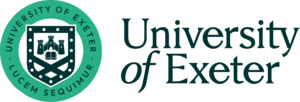 UNIVERSITY OF EXETER
LUCEM SEQUIMUR
University
of Exeter